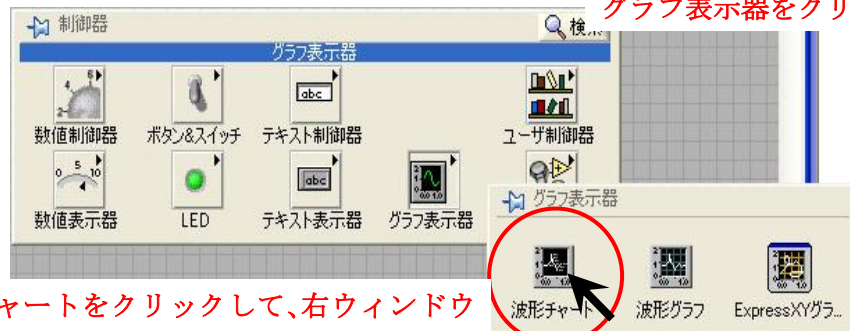 グラフ表示器をクリ
制御器
検
グラフ表示器
数値制御器
ボタン&スイッチ
テキスト制御器
ユーザ制御器
数値表示器
LED
テキスト表示器
グラフ表示器
グラフ表示器
波形チャート
波形グラフ
ExpressXYグラ...
ャートをクリックして、右ウィンドウ